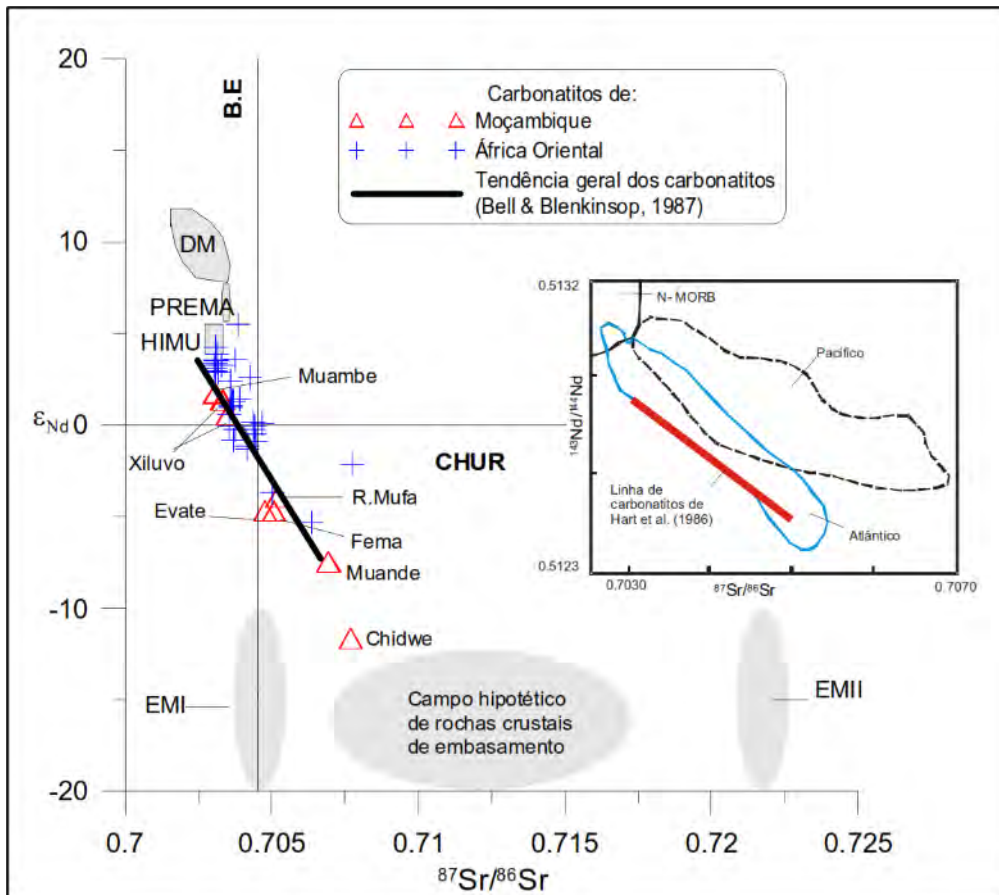 20
10
0
-10
-20
εNd
B.E
Carbonatitos de:
Moçambique
África Oriental
Tendência geral dos carbonatitos
(Bell & Blenkinsop, 1987)
DM
PREMA
HIMU
Muambe
Xiluvo
CHUR
R.Mufa
Evate
Fema
Muande
Chidwe
EMI
Campo hipotético
de rochas crustais
de embasamento
EMII
0.5132
N- MORB
Pacífico
¹⁴³Nd/¹⁴⁴Nd
Linha de
carbonatitos de
Hart et al. (1986)
Atlântico
0.5123
0.7030
⁸⁷Sr/⁸⁶Sr
0.7070
0.7
0.705
0.71
0.715
0.72
0.725
⁸⁷Sr/⁸⁶Sr